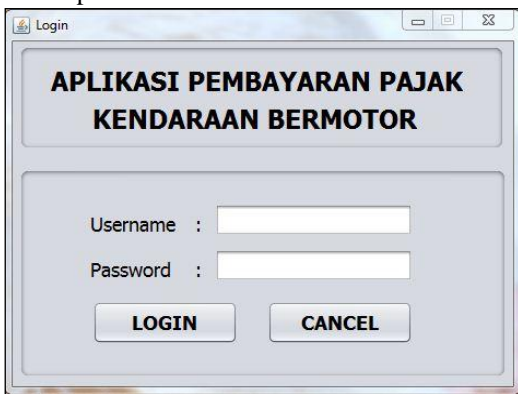 Login
APLIKASI PEMBAYARAN PAJAK
KENDARAAN BERMOTOR
Username :
Password :
LOGIN CANCEL